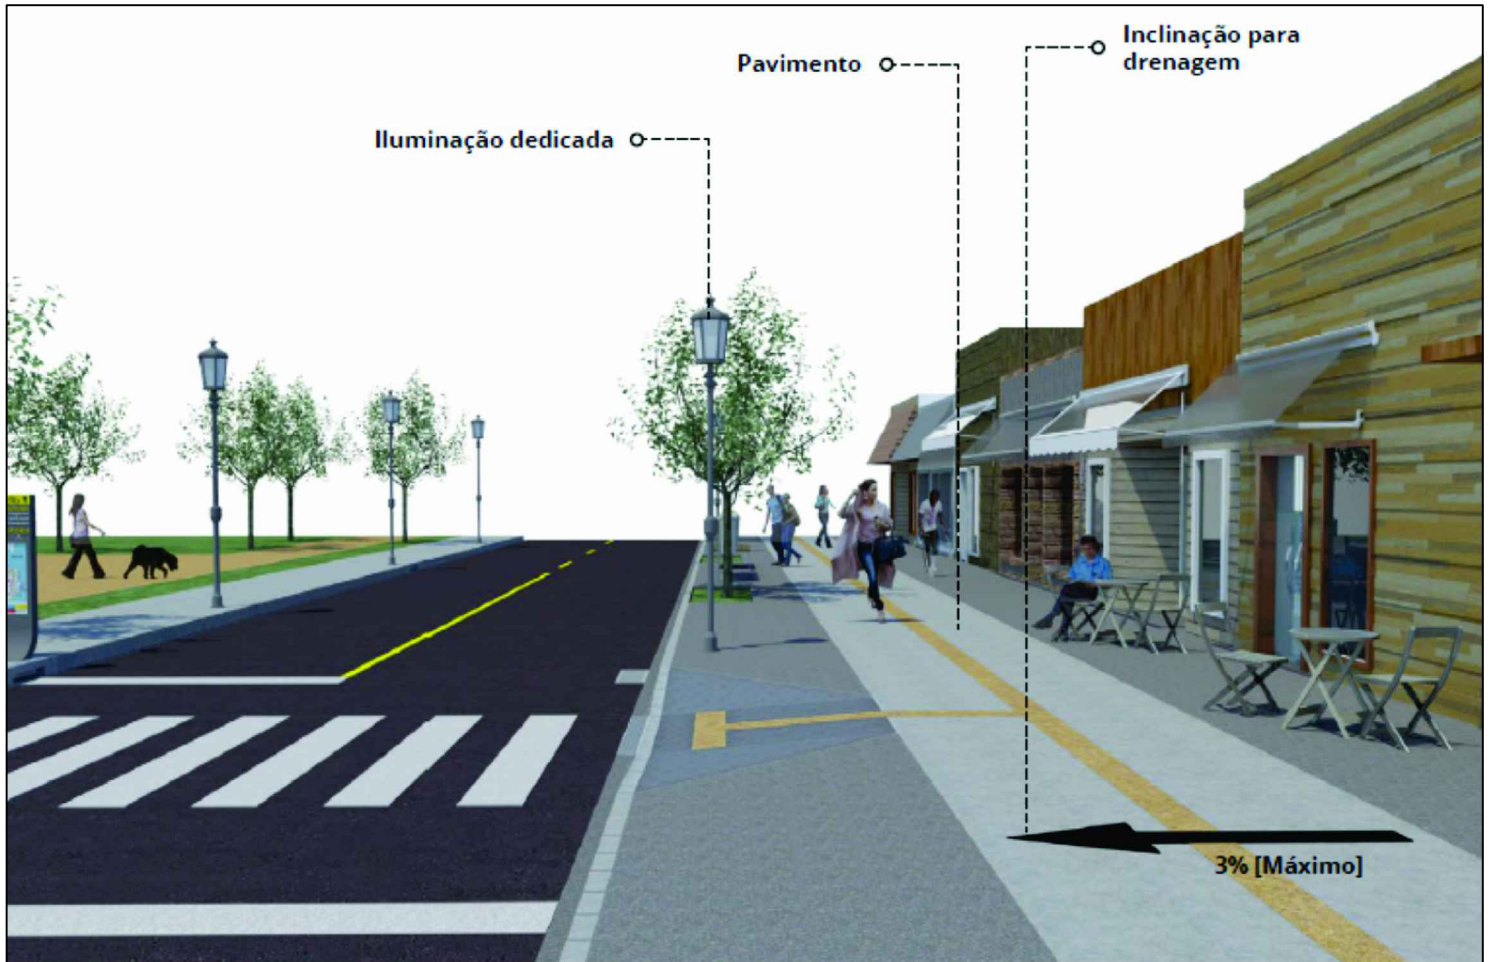 Inclinação para
drenagem
Pavimento
Iluminação dedicada
3% [Máximo]